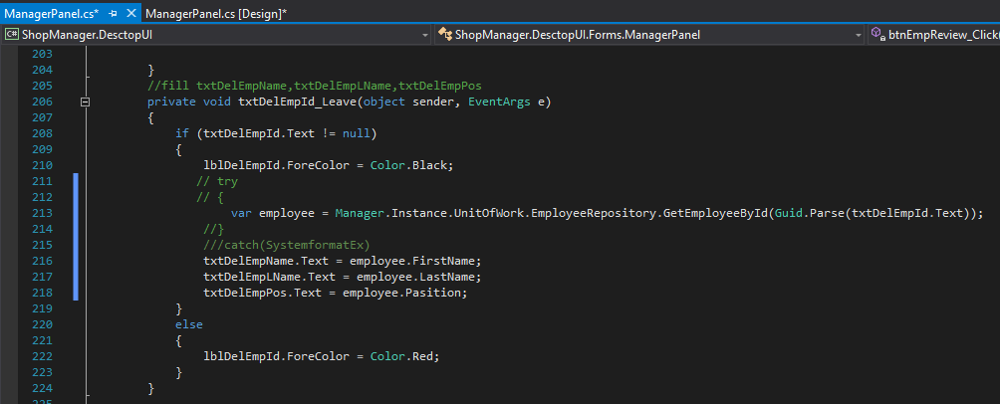 ManagerPanel.cs* ManagerPanel.cs [Design]*
C# ShopManager.DesctopUI ShopManager.DesctopUI.Forms.ManagerPanel btnEmpReview_Click(
203
204 }
205 //fill txtDelEmpName,txtDelEmpLName,txtDelEmpPos
206 private void txtDelEmpId_Leave(object sender, EventArgs e)
207 {
208 if (txtDelEmpId.Text != null)
209 {
210 lblDelEmpId.ForeColor = Color.Black;
211 // try
212 // {
213 var employee = Manager.Instance.UnitOfWork.EmployeeRepository.GetEmployeeById(Guid.Parse(txtDelEmpId.Text));
214 //}
215 ///catch(SystemformatEx)
216 txtDelEmpName.Text = employee.FirstName;
217 txtDelEmpLName.Text = employee.LastName;
218 txtDelEmpPos.Text = employee.Pasition;
219 }
220 else
221 {
222 lblDelEmpId.ForeColor = Color.Red;
223 }
224 }
225